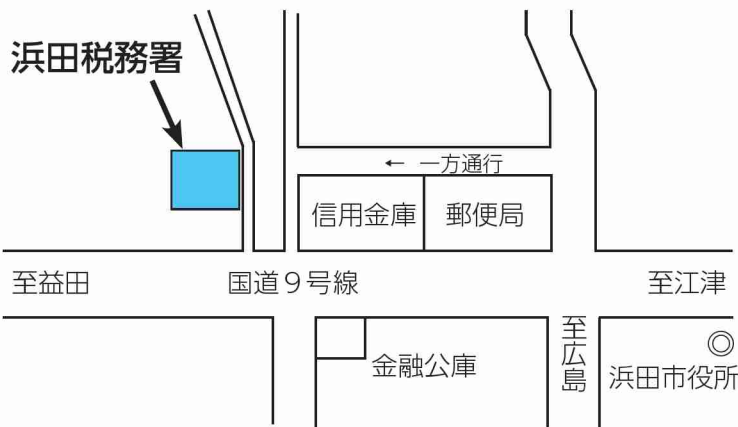 浜田税務署
← 一方通行
信用金庫
郵便局
至益田
国道9号線
至江津
至広島
◎
金融公庫
浜田市役所